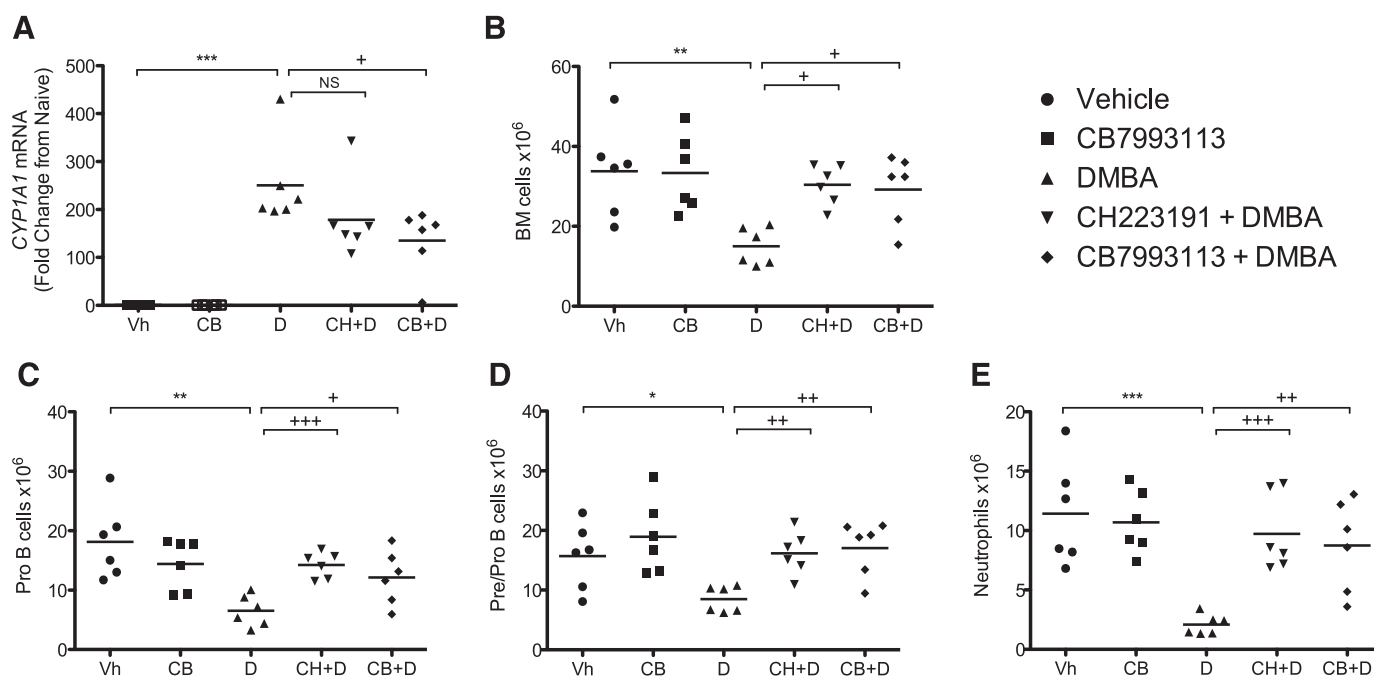 A
CYP1A1 mRNA
(Fold Change from Naive)
500
400
300
200
100
0
***
+
NS
Vh CB D CH+D CB+D
B
BM cells x10⁶
60
40
20
0
**
+
+
Vh CB D CH+D CB+D
Vehicle
CB7993113
DMBA
CH223191 + DMBA
CB7993113 + DMBA
C
Pro B cells x10⁶
40
30
20
10
0
**
+
+++
Vh CB D CH+D CB+D
D
Pre/Pro B cells x10⁶
40
30
20
10
0
*
++
++
Vh CB D CH+D CB+D
E
Neutrophils x10⁶
20
15
10
5
0
***
++
+++
Vh CB D CH+D CB+D